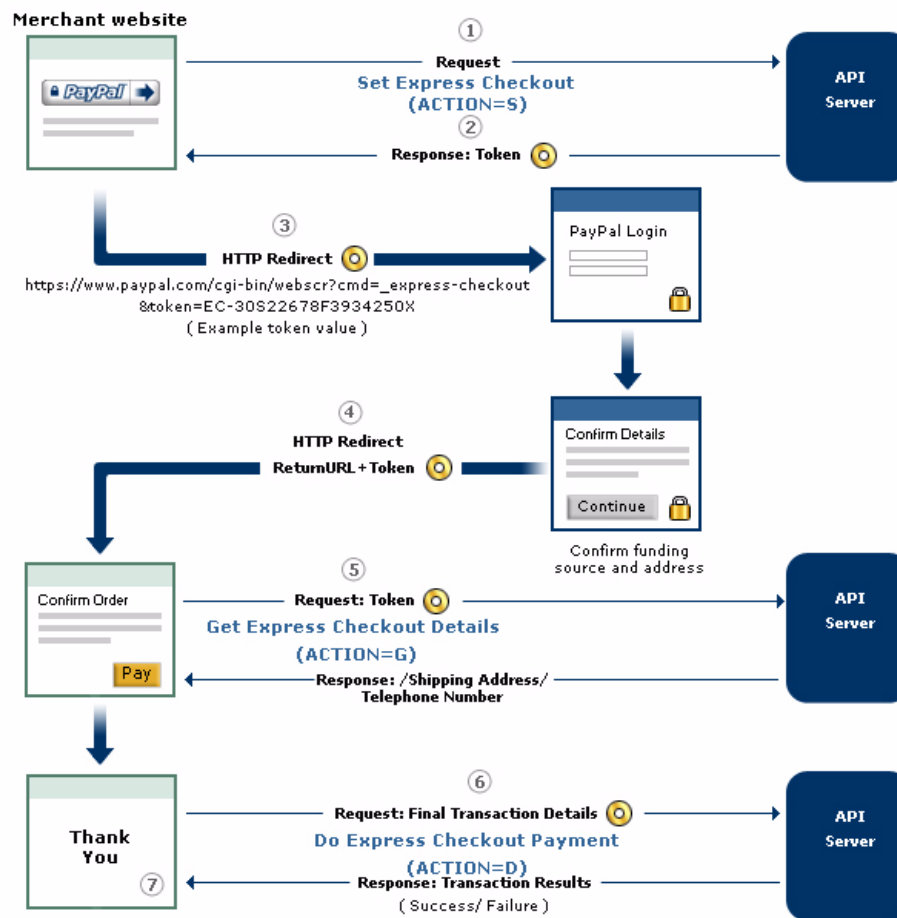 Merchant website
①
Request
Set Express Checkout
(ACTION=S)
PayPal
API
Server
②
Response: Token
③
HTTP Redirect
https://www.paypal.com/cgi-bin/webscr?cmd=_express-checkout
&token=EC-30S22678F3934250X
( Example token value )
PayPal Login
④
HTTP Redirect
ReturnURL+Token
Confirm Details
Continue
Confirm funding
source and address
⑤
Request: Token
Get Express Checkout Details
(ACTION=G)
Response: /Shipping Address/
Telephone Number
Confirm Order
Pay
API
Server
⑥
Request: Final Transaction Details
Do Express Checkout Payment
(ACTION=D)
Response: Transaction Results
( Success/ Failure )
Thank
You
⑦
API
Server